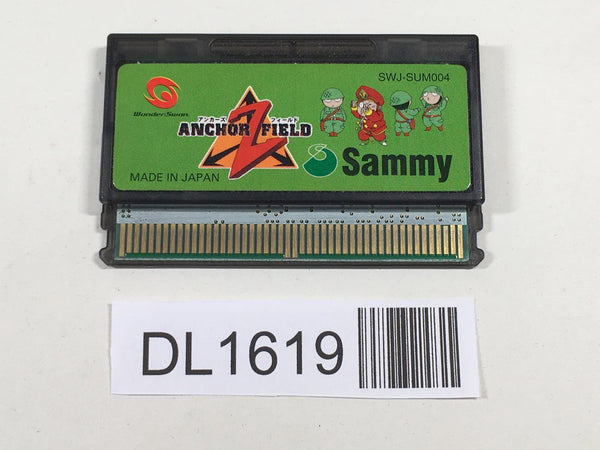 SWJ-SUM004
WonderSwan
アンカーズ フィールド
ANCHORZ FIELD
Sammy
MADE IN JAPAN
DL1619